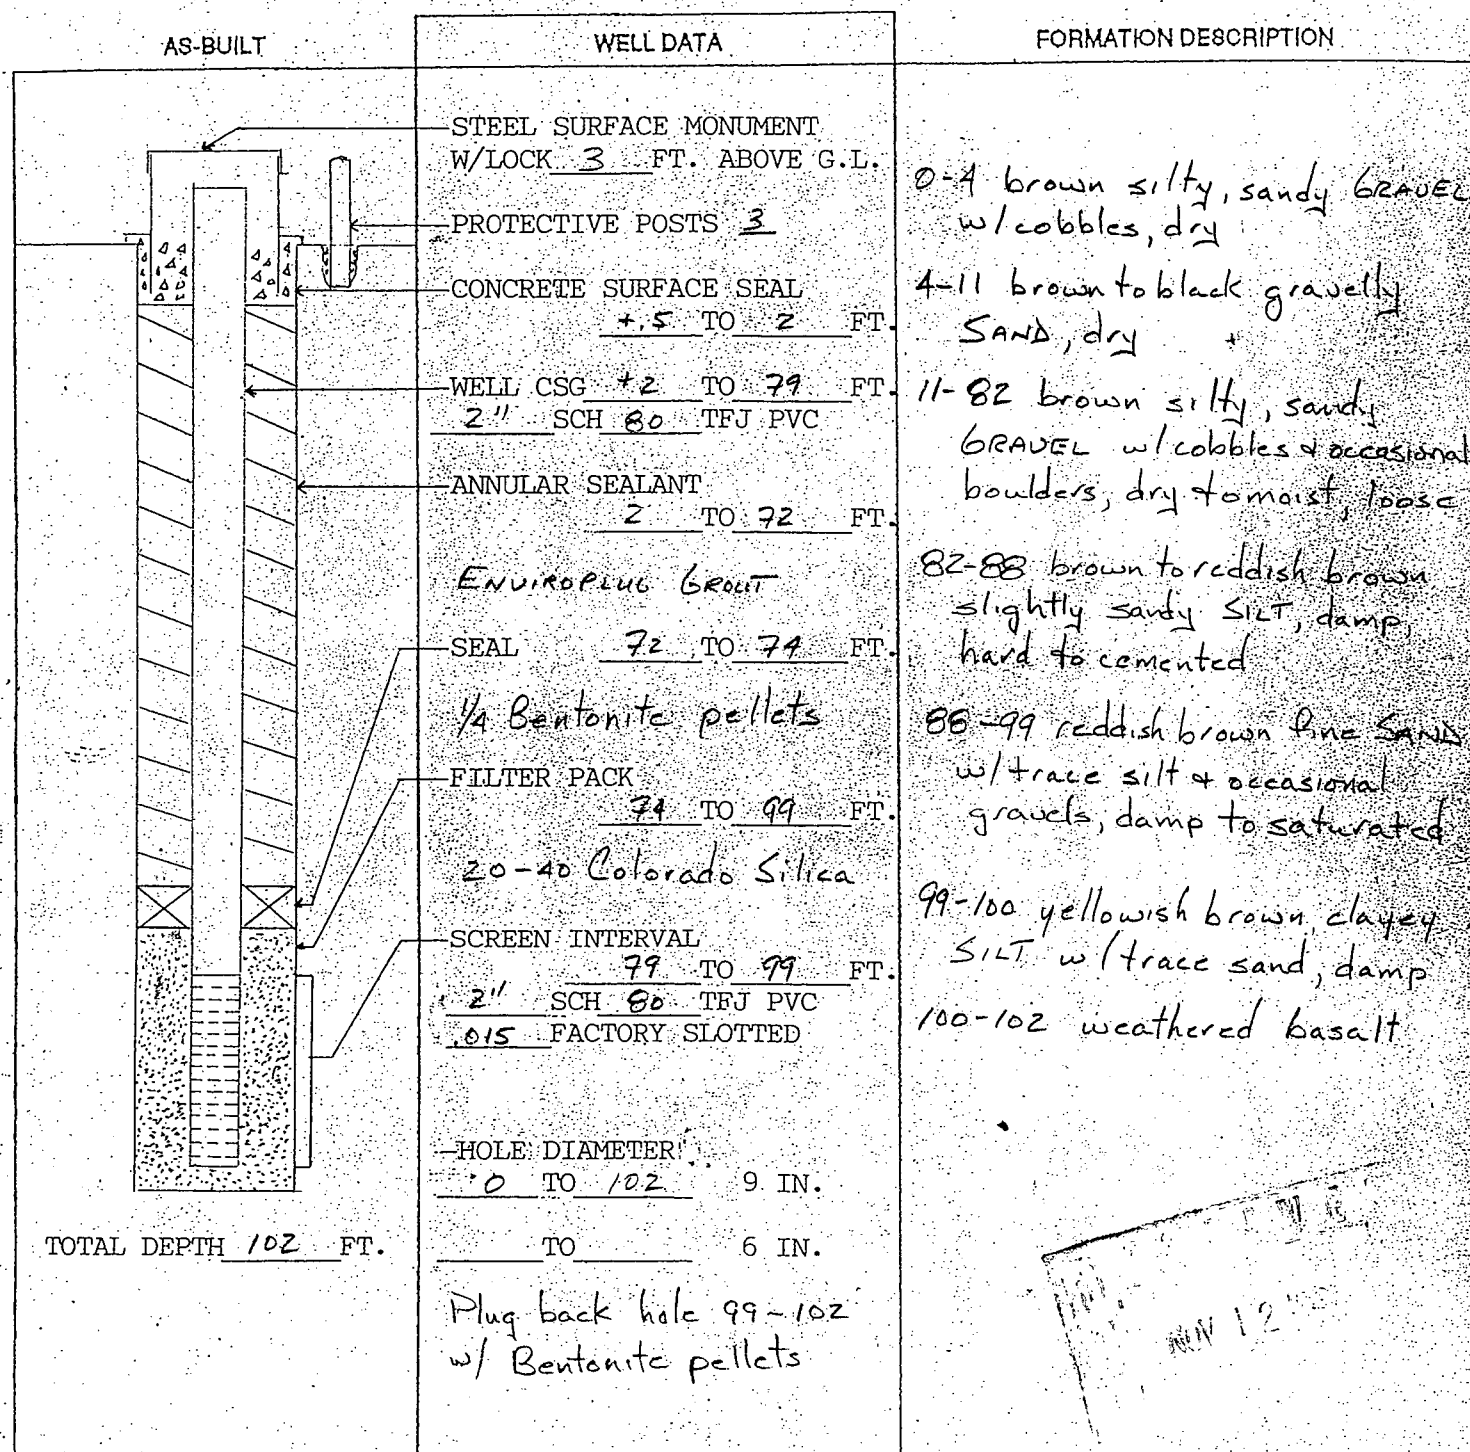 AS-BUILT
WELL DATA
FORMATION DESCRIPTION
STEEL SURFACE MONUMENT
W/LOCK 3 FT. ABOVE G.L.
PROTECTIVE POSTS 3
CONCRETE SURFACE SEAL
+.5 TO 2 FT.
WELL CSG +2 TO 79 FT.
2" SCH 80 TFJ PVC
ANNULAR SEALANT
2 TO 72 FT.
ENVIROPLUG GROUT
SEAL 72 TO 74 FT.
1/4 Bentonite pellets
FILTER PACK
74 TO 99 FT.
20-40 Colorado Silica
SCREEN INTERVAL
79 TO 99 FT.
2" SCH 80 TFJ PVC
.015 FACTORY SLOTTED
HOLE DIAMETER
0 TO 102 9 IN.
TO 6 IN.
Plug back hole 99-102
w/ Bentonite pellets
TOTAL DEPTH 102 FT.
0-4 brown silty, sandy GRAVEL
w/cobbles, dry
4-11 brown to black gravelly
SAND, dry
11-82 brown silty, sandy
GRAVEL w/cobbles & occasional
boulders, dry to moist, loose
82-88 brown to reddish brown
slightly sandy SILT, damp,
hard to cemented
88-99 reddish brown fine SAND
w/trace silt & occasional
gravels, damp to saturated
99-100 yellowish brown clayey
SILT w/trace sand, damp
100-102 weathered basalt
NOV 12